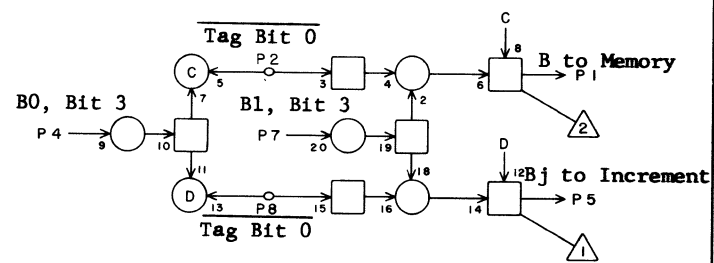 Tag Bit 0
C
P2
8
B to Memory
C
5
3
4
6
P1
7
2
B0, Bit 3
B1, Bit 3
2
P4
9
10
P7
20
19
11
18
D
D
12
Bj to Increment
13
P8
15
16
14
P5
Tag Bit 0
1